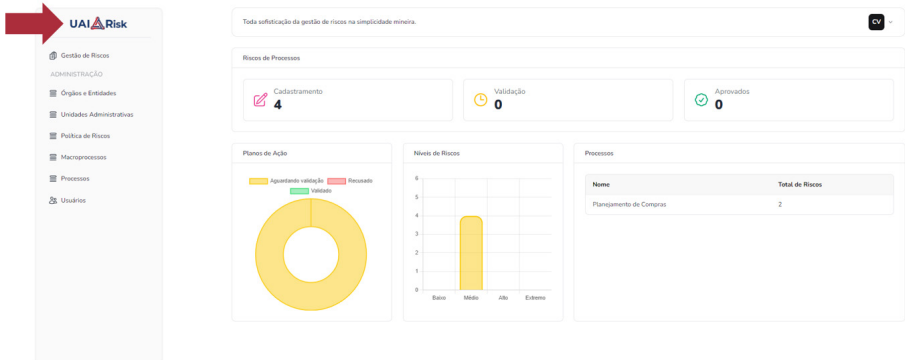 UAI Risk
Gestão de Riscos
ADMINISTRAÇÃO
Órgãos e Entidades
Unidades Administrativas
Política de Riscos
Macroprocessos
Processos
Usuários
Toda sofisticação da gestão de riscos na simplicidade mineira.
CV
Riscos de Processos
Cadastramento
4
Validação
0
Aprovados
0
Planos de Ação
Aguardando validação Recusado
Validado
Níveis de Riscos
6
5
4
3
2
1
0
Baixo Médio Alto Extremo
Processos
Nome Total de Riscos
Planejamento de Compras 2